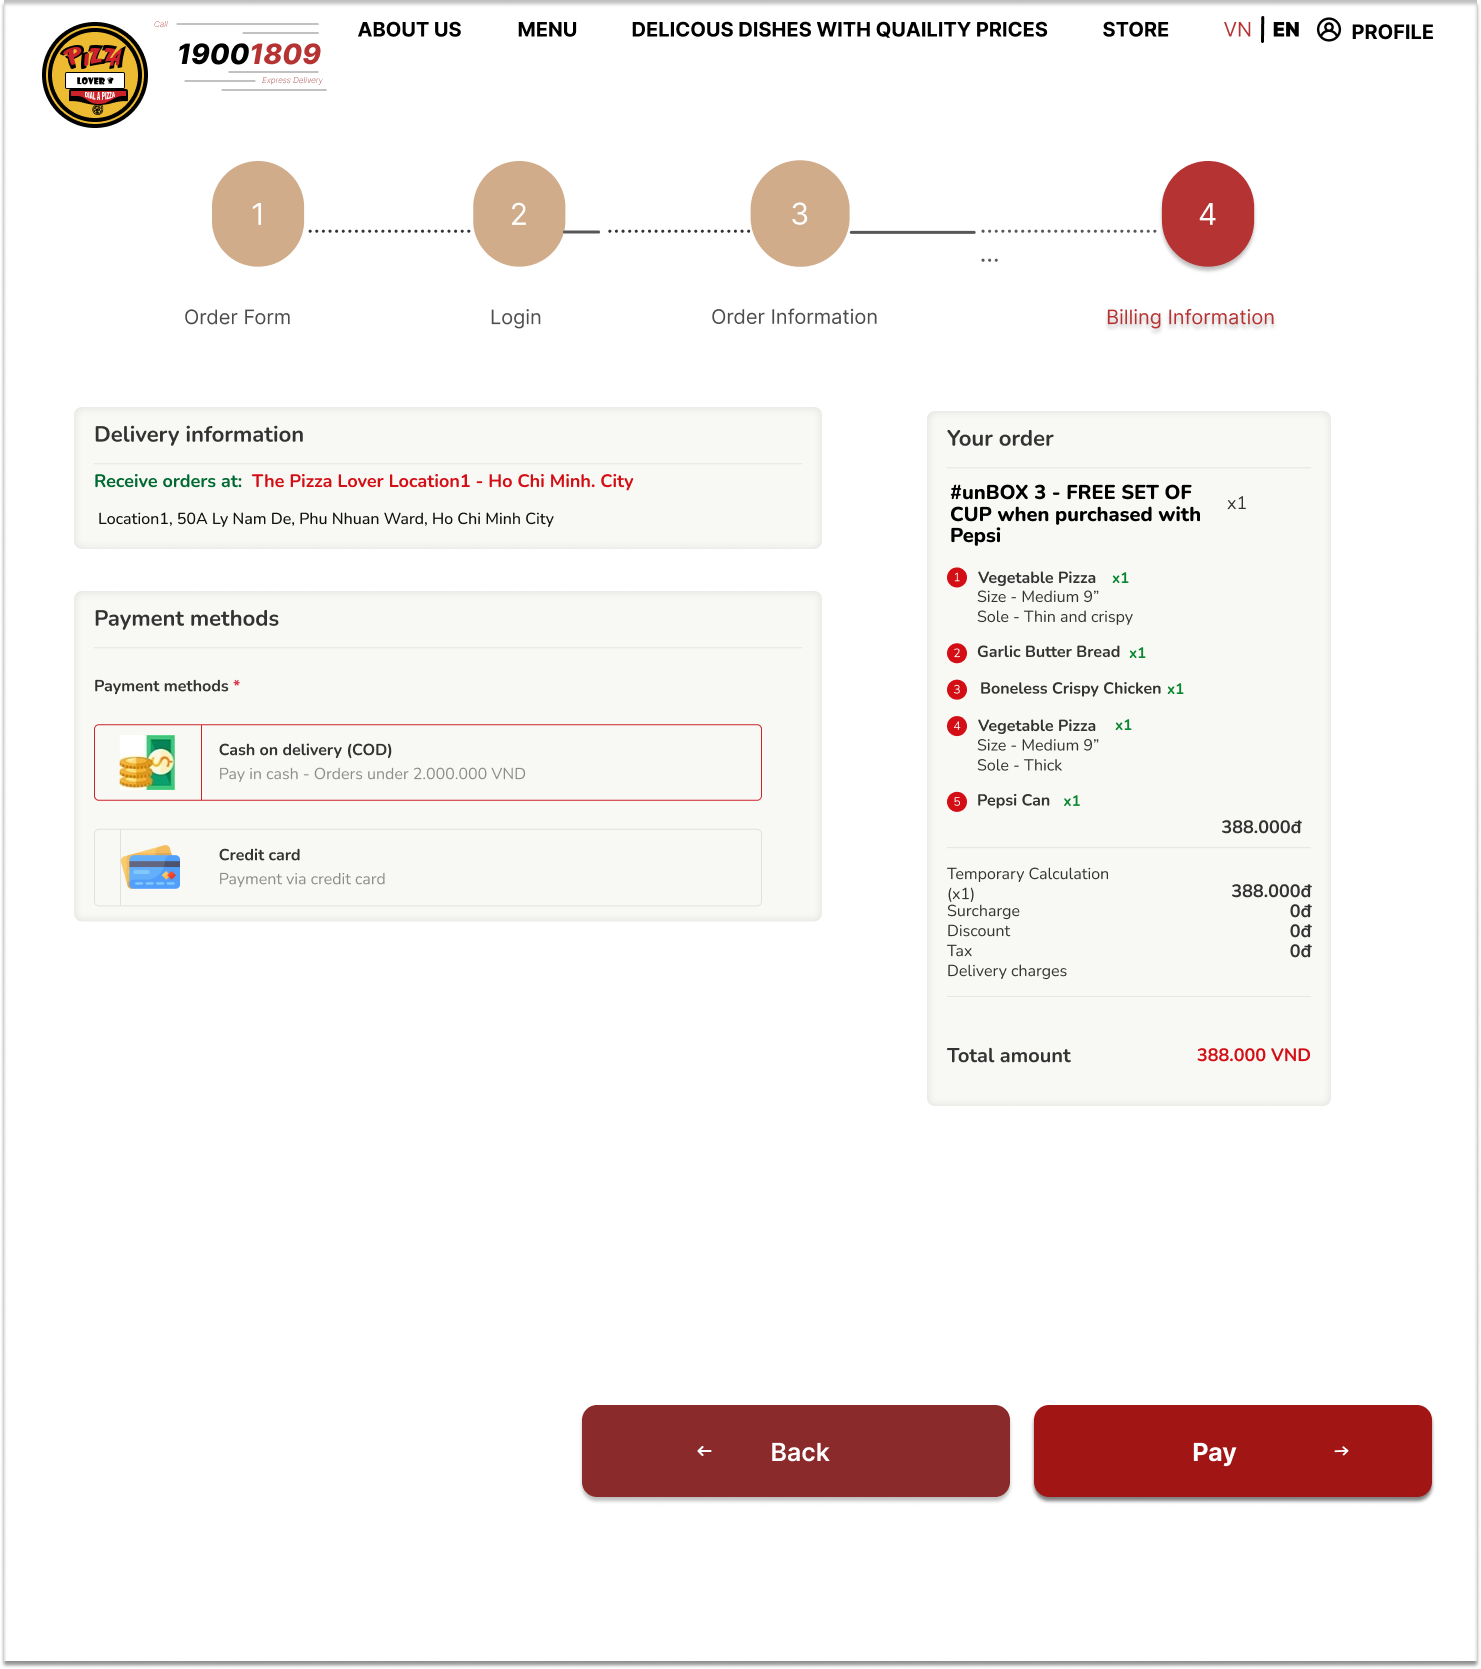 PIZZA
LOVER
DIAL A PIZZA
Call
19001809
Express Delivery
ABOUT US
MENU
DELICOUS DISHES WITH QUAILITY PRICES
STORE
VN | EN
PROFILE
1
2
3
4
...
Order Form
Login
Order Information
Billing Information
Delivery information
Receive orders at: The Pizza Lover Location1 - Ho Chi Minh. City
Location1, 50A Ly Nam De, Phu Nhuan Ward, Ho Chi Minh City
Payment methods
Payment methods *
Cash on delivery (COD)
Pay in cash - Orders under 2.000.000 VND
Credit card
Payment via credit card
Your order
#unBOX 3 - FREE SET OF
CUP when purchased with
Pepsi
x1
1 Vegetable Pizza x1
Size - Medium 9”
Sole - Thin and crispy
2 Garlic Butter Bread x1
3 Boneless Crispy Chicken x1
4 Vegetable Pizza x1
Size - Medium 9”
Sole - Thick
5 Pepsi Can x1
388.000đ
Temporary Calculation
(x1) 388.000đ
Surcharge 0đ
Discount 0đ
Tax 0đ
Delivery charges
Total amount 388.000 VND
← Back
Pay →